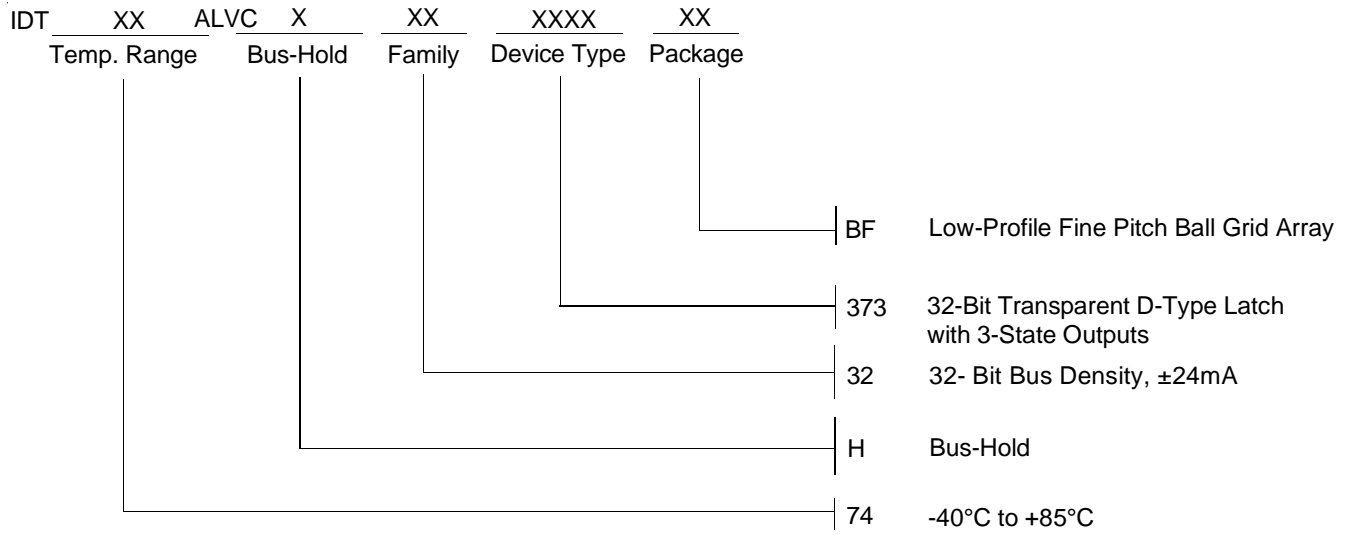 IDT XX ALVC X XX XXXX XX
Temp. Range Bus-Hold Family Device Type Package
BF Low-Profile Fine Pitch Ball Grid Array
373 32-Bit Transparent D-Type Latch
with 3-State Outputs
32 32- Bit Bus Density, ±24mA
H Bus-Hold
74 -40°C to +85°C